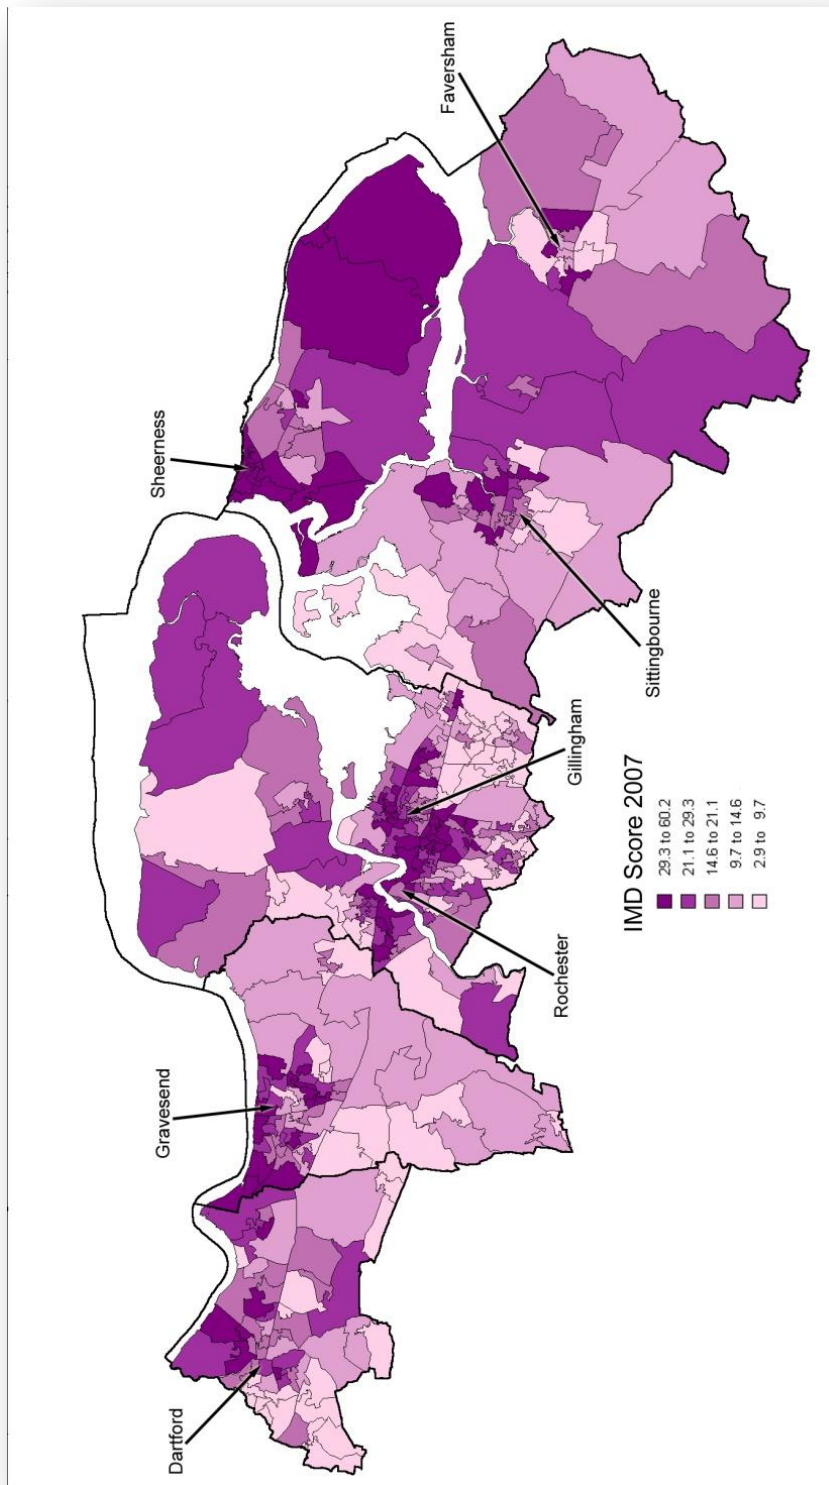 Faversham
Sheerness
Sittingbourne
Gillingham
Rochester
Gravesend
Dartford
IMD Score 2007
29.3 to 60.2
21.1 to 29.3
14.6 to 21.1
9.7 to 14.6
2.9 to 9.7